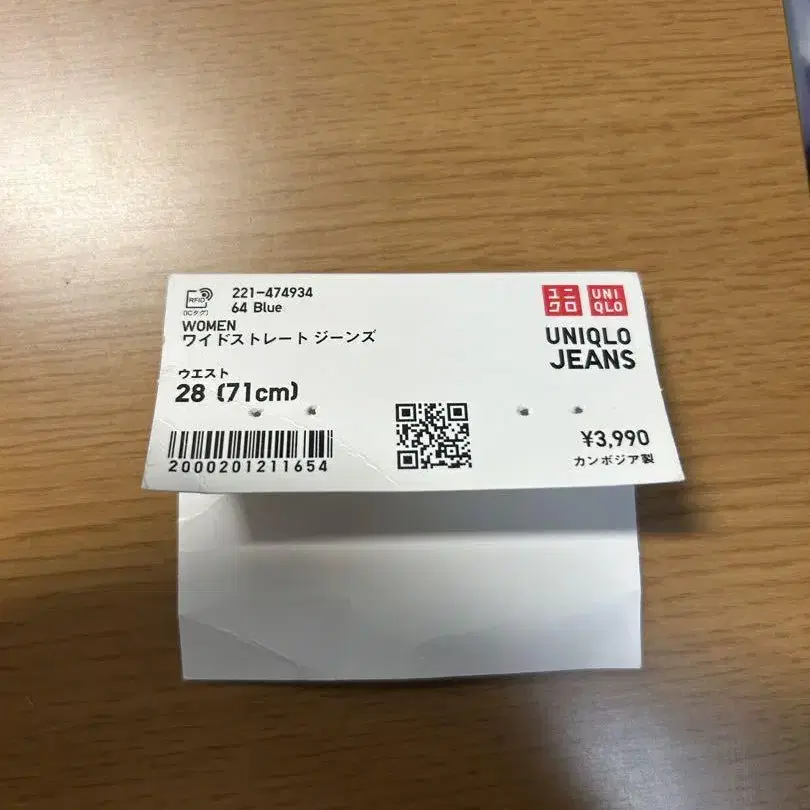 RFID
(ICタグ)
221-474934
64 Blue
WOMEN
ワイドストレート ジーンズ
ウエスト
28 (71cm)
2000201211654
ユニ
クロ
UNI
QLO
UNIQLO
JEANS
¥3,990
カンボジア製